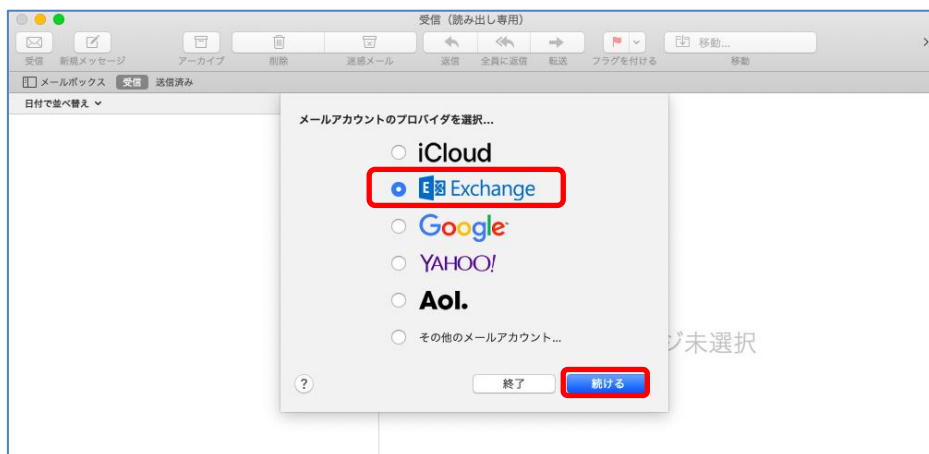 受信（読み出し専用）
移動...
受信 新規メッセージ アーカイブ 削除 迷惑メール 返信 全員に返信 転送 フラグを付ける 移動
メールボックス 受信 送信済み
日付で並べ替え
メールアカウントのプロバイダを選択...
iCloud
E Exchange
Google
YAHOO!
Aol.
その他のメールアカウント...
ジ未選択
? 終了 続ける